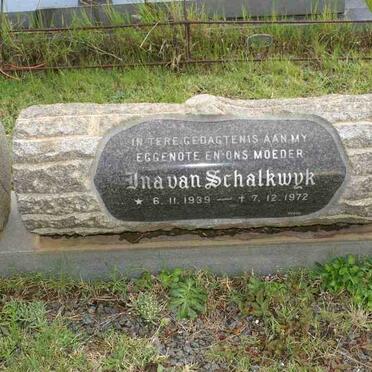 IN TERE GEDAGTENIS AAN MY
EGGENOTE EN ONS MOEDER
Ina van Schalkwyk
★ 6.11.1939 — † 7.12.1972